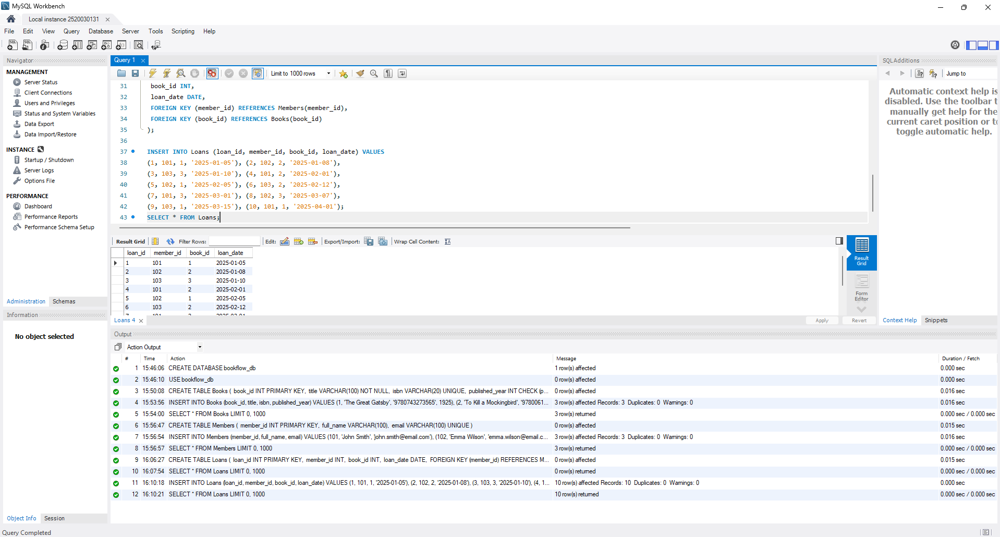 MySQL Workbench
Local instance 2520030131
File Edit View Query Database Server Tools Scripting Help
Navigator
MANAGEMENT
Server Status
Client Connections
Users and Privileges
Status and System Variables
Data Export
Data Import/Restore
INSTANCE
Startup / Shutdown
Server Logs
Options File
PERFORMANCE
Dashboard
Performance Reports
Performance Schema Setup
Administration Schemas
Information
No object selected
Object Info Session
Query Completed
Query 1
Limit to 1000 rows
31 book_id INT,
32 loan_date DATE,
33 FOREIGN KEY (member_id) REFERENCES Members(member_id),
34 FOREIGN KEY (book_id) REFERENCES Books(book_id)
35 );
36
37 INSERT INTO Loans (loan_id, member_id, book_id, loan_date) VALUES
38 (1, 101, 1, '2025-01-05'), (2, 102, 2, '2025-01-08'),
39 (3, 103, 3, '2025-01-10'), (4, 101, 2, '2025-02-01'),
40 (5, 102, 1, '2025-02-05'), (6, 103, 2, '2025-02-12'),
41 (7, 101, 3, '2025-03-01'), (8, 102, 3, '2025-03-07'),
42 (9, 103, 1, '2025-03-15'), (10, 101, 1, '2025-04-01');
43 SELECT * FROM Loans;
Result Grid Filter Rows: Edit: Export/Import: Wrap Cell Content:
loan_id member_id book_id loan_date
1 101 1 2025-01-05
2 102 2 2025-01-08
3 103 3 2025-01-10
4 101 2 2025-02-01
5 102 1 2025-02-05
6 103 2 2025-02-12
Result
Grid
Form
Editor
Loans 4
Apply Revert
SQLAdditions
Jump to
Automatic context help is
disabled. Use the toolbar t
manually get help for the
current caret position or to
toggle automatic help.
Context Help Snippets
Output
Action Output
# Time Action Message Duration / Fetch
1 15:46:06 CREATE DATABASE bookflow_db 1 row(s) affected 0.000 sec
2 15:46:10 USE bookflow_db 0 row(s) affected 0.000 sec
3 15:50:08 CREATE TABLE Books ( book_id INT PRIMARY KEY, title VARCHAR(100) NOT NULL, isbn VARCHAR(20) UNIQUE, published_year INT CHECK (p... 0 row(s) affected 0.016 sec
4 15:53:56 INSERT INTO Books (book_id, title, isbn, published_year) VALUES (1, 'The Great Gatsby', '9780743273565', 1925), (2, 'To Kill a Mockingbird', '9780061... 3 row(s) affected Records: 3 Duplicates: 0 Warnings: 0 0.016 sec
5 15:54:00 SELECT * FROM Books LIMIT 0, 1000 3 row(s) returned 0.000 sec / 0.000 sec
6 15:56:47 CREATE TABLE Members ( member_id INT PRIMARY KEY, full_name VARCHAR(100), email VARCHAR(100) UNIQUE ) 0 row(s) affected 0.015 sec
7 15:56:54 INSERT INTO Members (member_id, full_name, email) VALUES (101, 'John Smith', 'john.smith@email.com'), (102, 'Emma Wilson', 'emma.wilson@email.c... 3 row(s) affected Records: 3 Duplicates: 0 Warnings: 0 0.016 sec
8 15:56:57 SELECT * FROM Members LIMIT 0, 1000 3 row(s) returned 0.000 sec / 0.000 sec
9 16:06:27 CREATE TABLE Loans ( loan_id INT PRIMARY KEY, member_id INT, book_id INT, loan_date DATE, FOREIGN KEY (member_id) REFERENCES M... 0 row(s) affected 0.015 sec
10 16:07:54 SELECT * FROM Loans LIMIT 0, 1000 0 row(s) returned 0.000 sec / 0.000 sec
11 16:10:18 INSERT INTO Loans (loan_id, member_id, book_id, loan_date) VALUES (1, 101, 1, '2025-01-05'), (2, 102, 2, '2025-01-08'), (3, 103, 3, '2025-01-10'), (4, 1... 10 row(s) affected Records: 10 Duplicates: 0 Warnings: 0 0.000 sec
12 16:10:21 SELECT * FROM Loans LIMIT 0, 1000 10 row(s) returned 0.000 sec / 0.000 sec